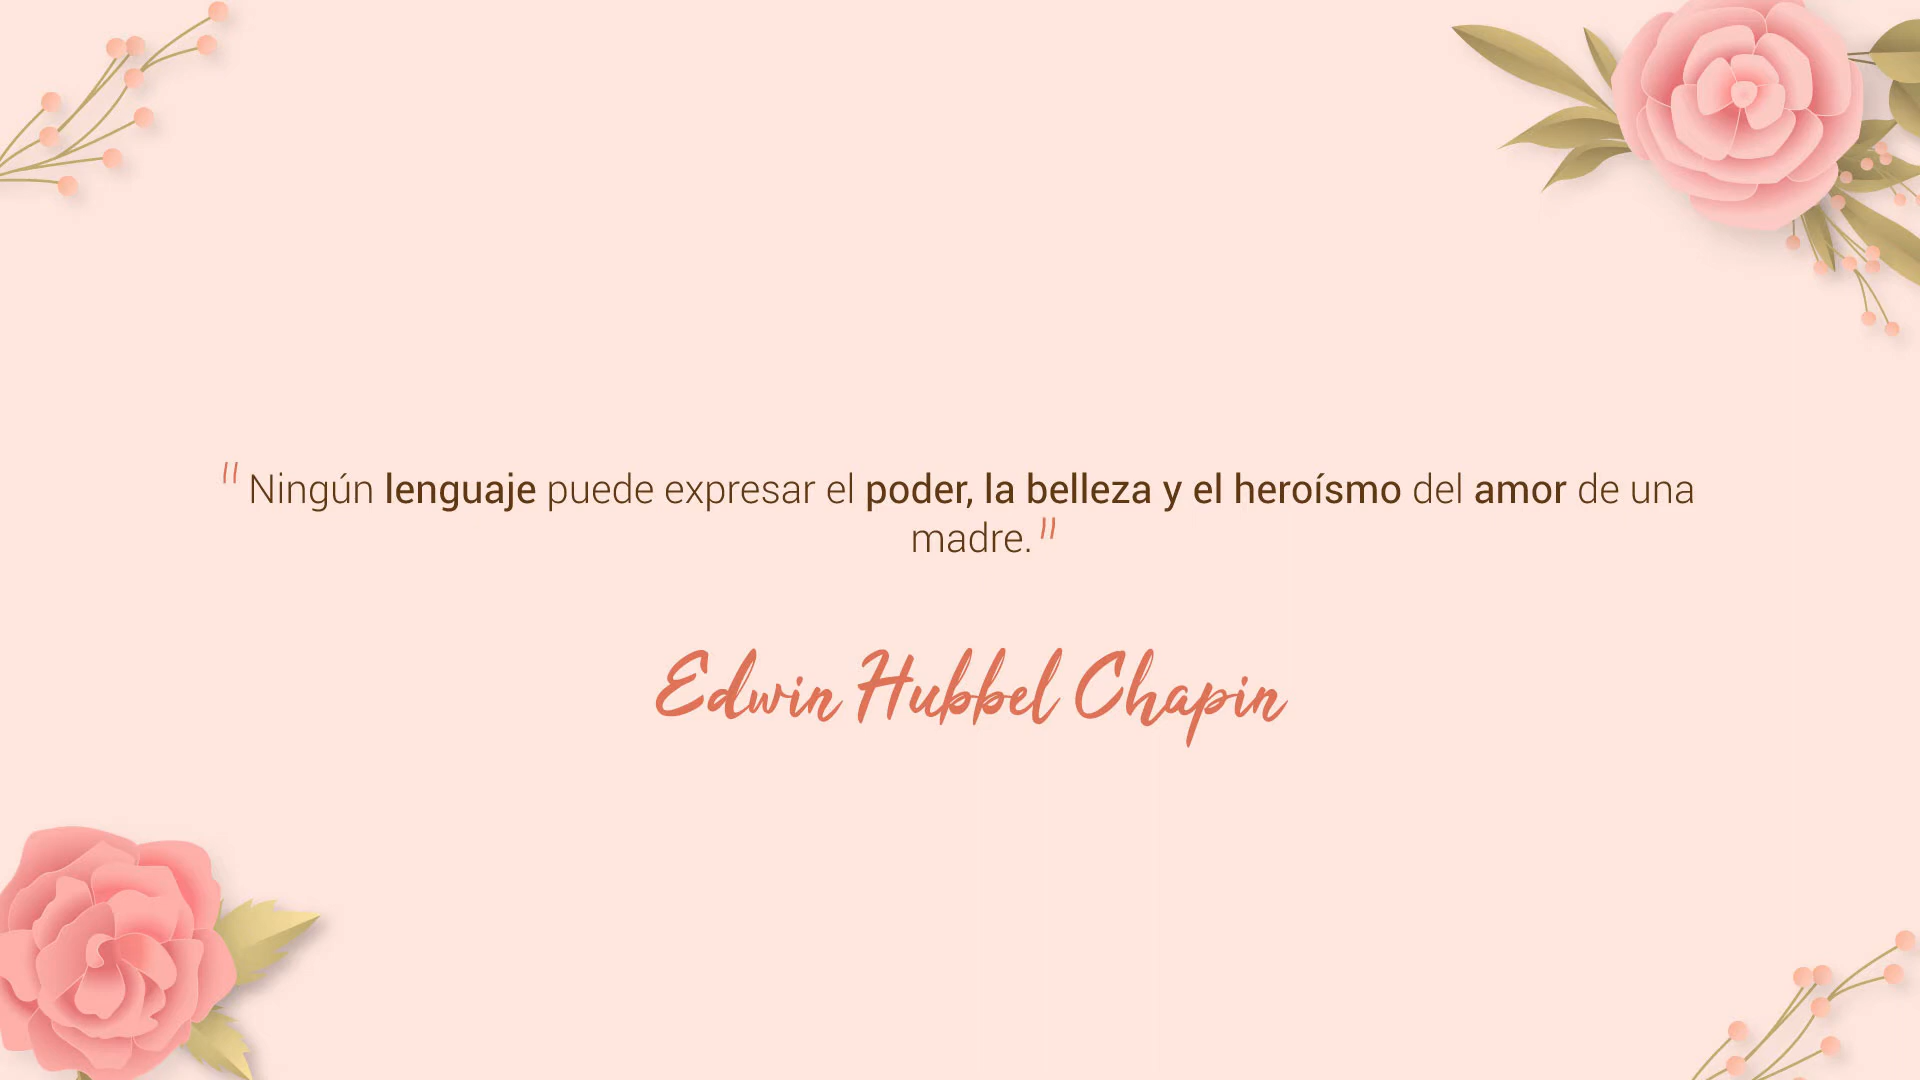 "Ningún lenguaje puede expresar el poder, la belleza y el heroísmo del amor de una
madre."
Edwin Hubbel Chapin